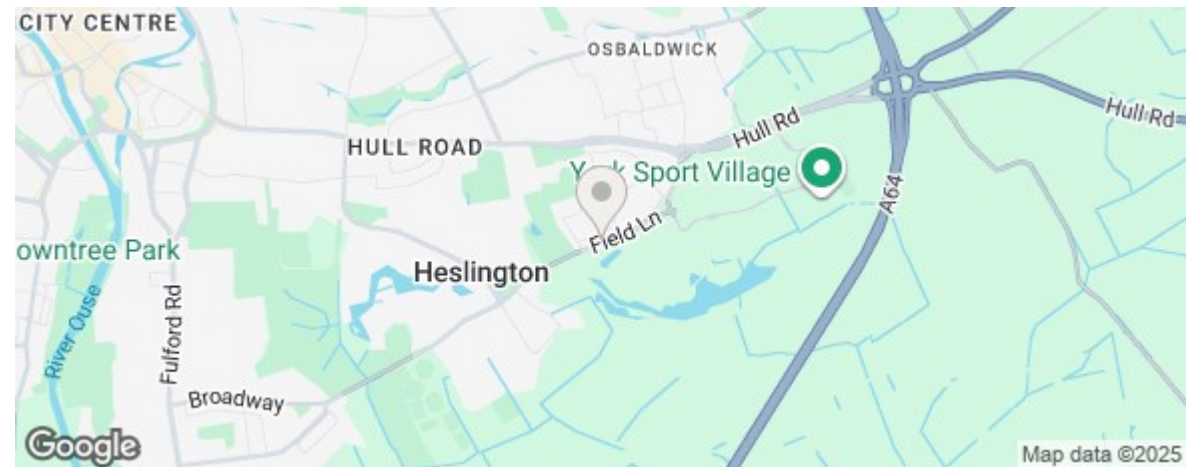 CITY CENTRE
OSBALDWICK
HULL ROAD
Hull Rd
Hull Rd
York Sport Village
A64
owntree Park
Field Ln
Heslington
River Ouse
Fulford Rd
Broadway
Google
Map data ©2025